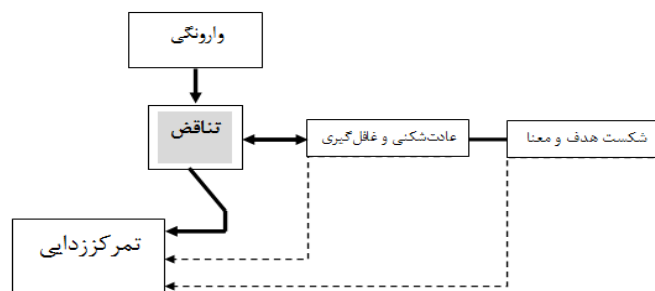 وارونگی
تناقض
عادت‌شکنی و غافل‌گیری
شکست هدف و معنا
تمرکززدایی